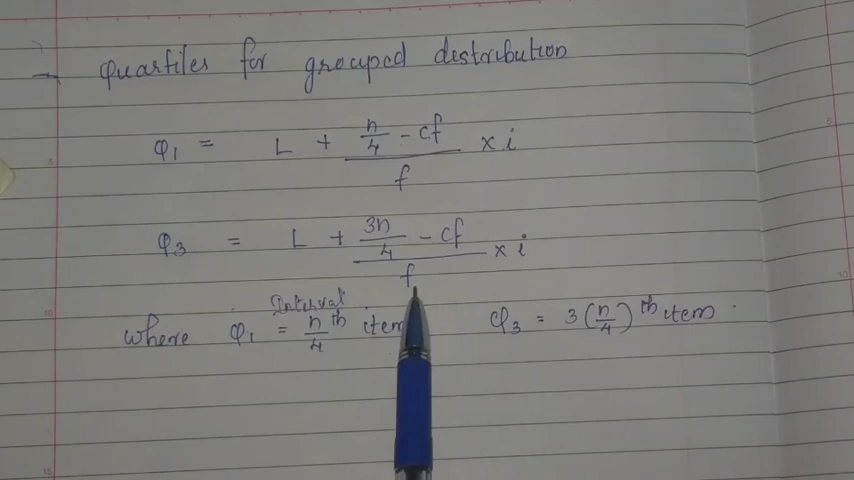 → Quartiles for grouped distribution
Q₁ = L + (n/4 - cf)/f × i
Q₃ = L + (3n/4 - cf)/f × i
Interval
where Q₁ = n/4 th item Q₃ = 3(n/4)th item